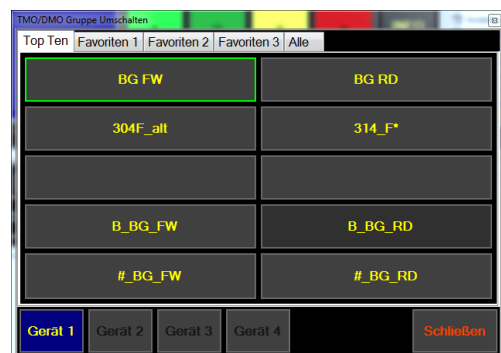 TMO/DMO Gruppe Umschalten
Top Ten Favoriten 1 Favoriten 2 Favoriten 3 Alle
BG FW BG RD
304F_alt 314_F*
B_BG_FW B_BG_RD
#_BG_FW #_BG_RD
Gerät 1 Gerät 2 Gerät 3 Gerät 4 Schließen